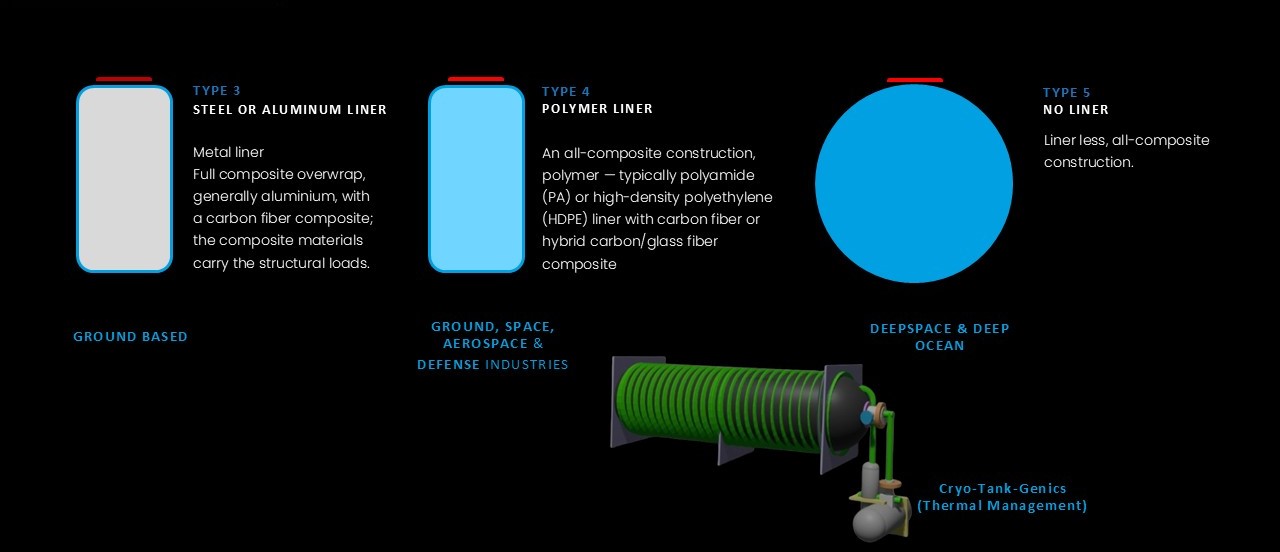 TYPE 3
STEEL OR ALUMINUM LINER
Metal liner
Full composite overwrap,
generally aluminium, with
a carbon fiber composite;
the composite materials
carry the structural loads.
GROUND BASED
TYPE 4
POLYMER LINER
An all-composite construction,
polymer — typically polyamide
(PA) or high-density polyethylene
(HDPE) liner with carbon fiber or
hybrid carbon/glass fiber
composite
GROUND, SPACE,
AEROSPACE &
DEFENSE INDUSTRIES
TYPE 5
NO LINER
Liner less, all-composite
construction.
DEEPSPACE & DEEP
OCEAN
Cryo-Tank-Genics
(Thermal Management)